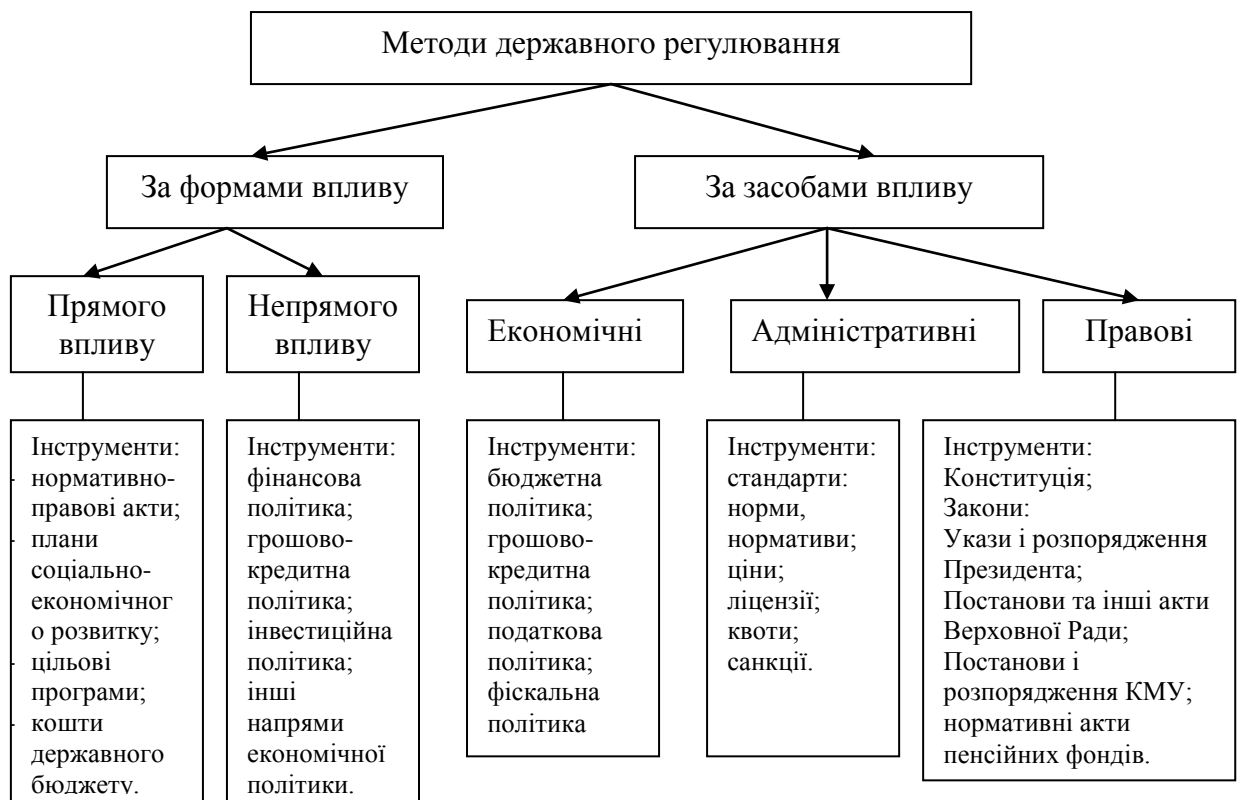 Методи державного регулювання
За формами впливу
За засобами впливу
Прямого
впливу
Непрямого
впливу
Економічні
Адміністративні
Правові
Інструменти:
- нормативно-
правові акти;
- плани
соціально-
економічног
о розвитку;
- цільові
програми;
- кошти
державного
бюджету.
Інструменти:
фінансова
політика;
грошово-
кредитна
політика;
інвестиційна
політика;
інші
напрями
економічної
політики.
Інструменти:
бюджетна
політика;
грошово-
кредитна
політика;
податкова
політика;
фіскальна
політика
Інструменти:
стандарти:
норми,
нормативи;
ціни;
ліцензії;
квоти;
санкції.
Інструменти:
Конституція;
Закони:
Укази і розпорядження
Президента;
Постанови та інші акти
Верховної Ради;
Постанови і
розпорядження КМУ;
нормативні акти
пенсійних фондів.